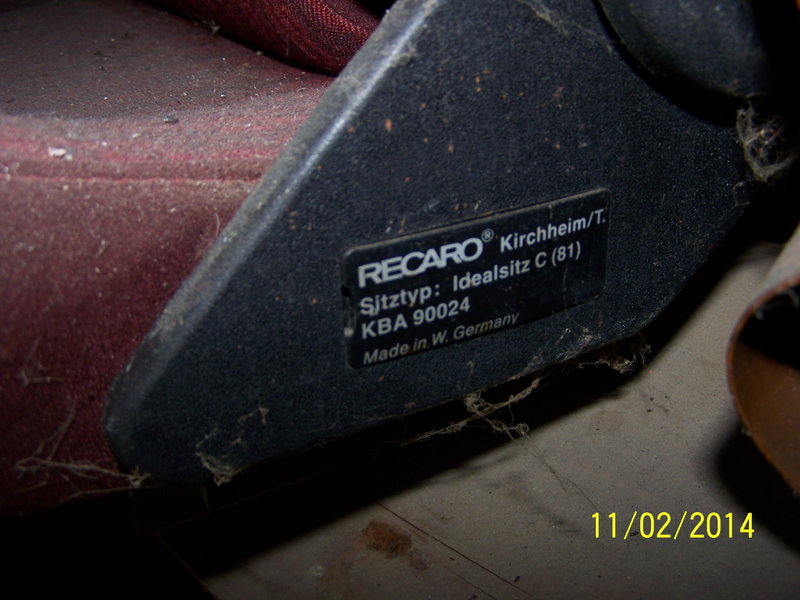 RECARO® Kirchheim/T.
Sitztyp: Idealsitz C (81)
KBA 90024
Made in W. Germany
11/02/2014